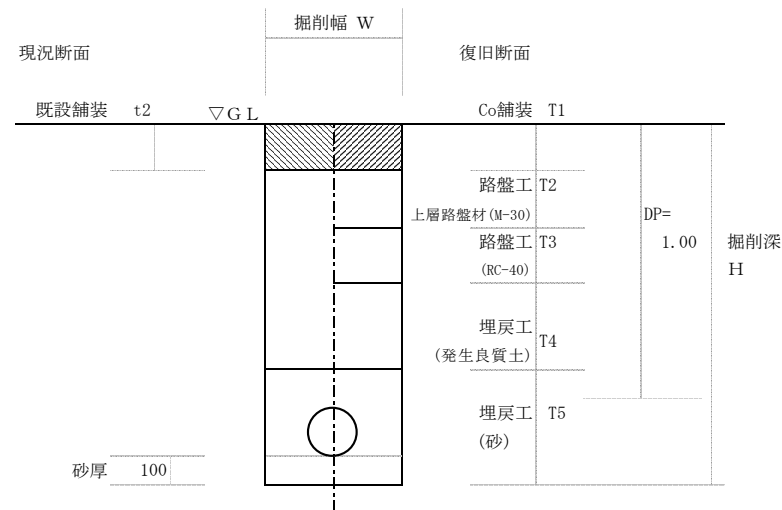 掘削幅 W
現況断面
復旧断面
既設舗装 t2
▽GL
Co舗装 T1
路盤工 T2
上層路盤材(M-30)
DP=
1.00
路盤工 T3
(RC-40)
掘削深
H
埋戻工
(発生良質土)
T4
埋戻工 T5
(砂)
砂厚 100